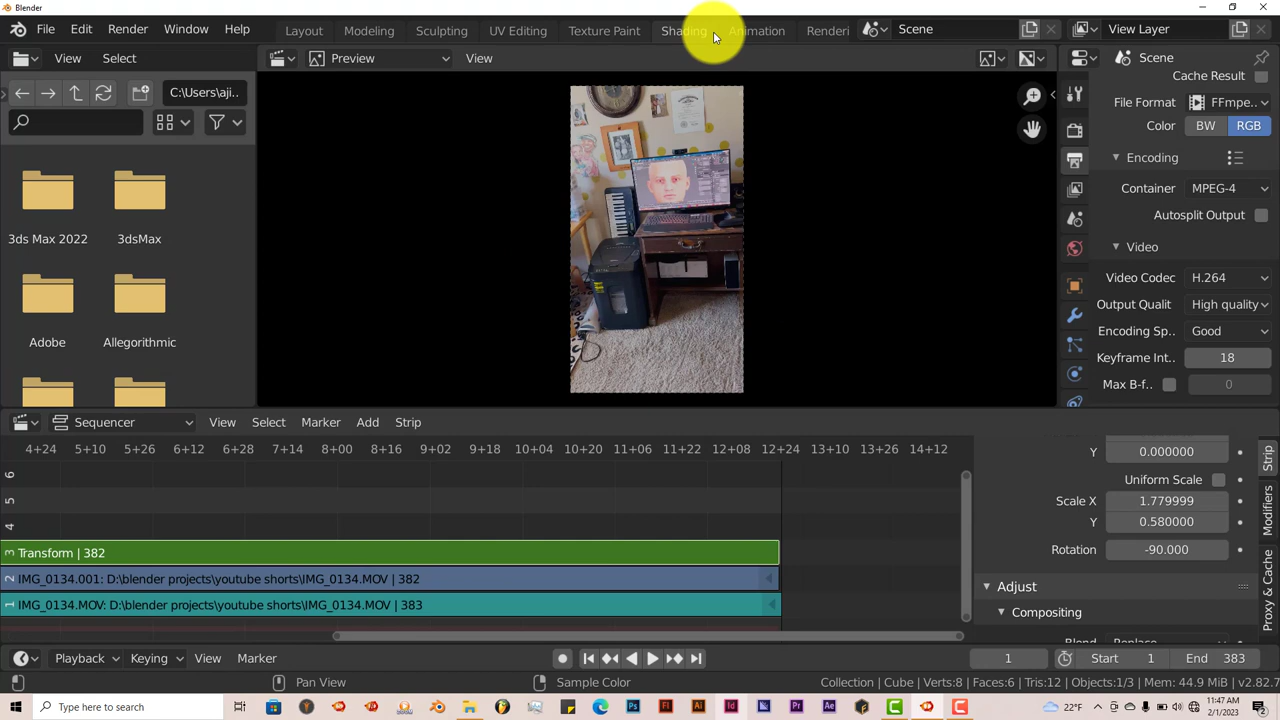 Blender
File Edit Render Window Help Layout Modeling Sculpting UV Editing Texture Paint Shading Animation Renderi Scene View Layer
View Select Preview View Scene
C:\Users\aji..
Cache Result
File Format FFmpe..
Color BW RGB
Encoding
Container MPEG-4
Autosplit Output
Video
Video Codec H.264
Output Qualit High quality
Encoding Sp.. Good
Keyframe Int.. 18
Max B-f.. 0
3ds Max 2022 3dsMax
Adobe Allegorithmic
Sequencer View Select Marker Add Strip
4+24 5+10 5+26 6+12 6+28 7+14 8+00 8+16 9+02 9+18 10+04 10+20 11+06 11+22 12+08 12+24 13+10 13+26 14+12
6
5
4
3 Transform | 382
2 IMG_0134.001: D:\blender projects\youtube shorts\IMG_0134.MOV | 382
1 IMG_0134.MOV: D:\blender projects\youtube shorts\IMG_0134.MOV | 383
Y 0.000000
Uniform Scale
Scale X 1.779999
Y 0.580000
Rotation -90.000
Adjust
Compositing
Blend Replace
Strip
Modifiers
Proxy & Cache
Playback Keying View Marker 1 Start 1 End 383
Pan View Sample Color Collection | Cube | Verts:8 | Faces:6 | Tris:12 | Objects:1/3 | Mem: 44.9 MiB | v2.82.7
Type here to search 22°F 11:47 AM
2/1/2023